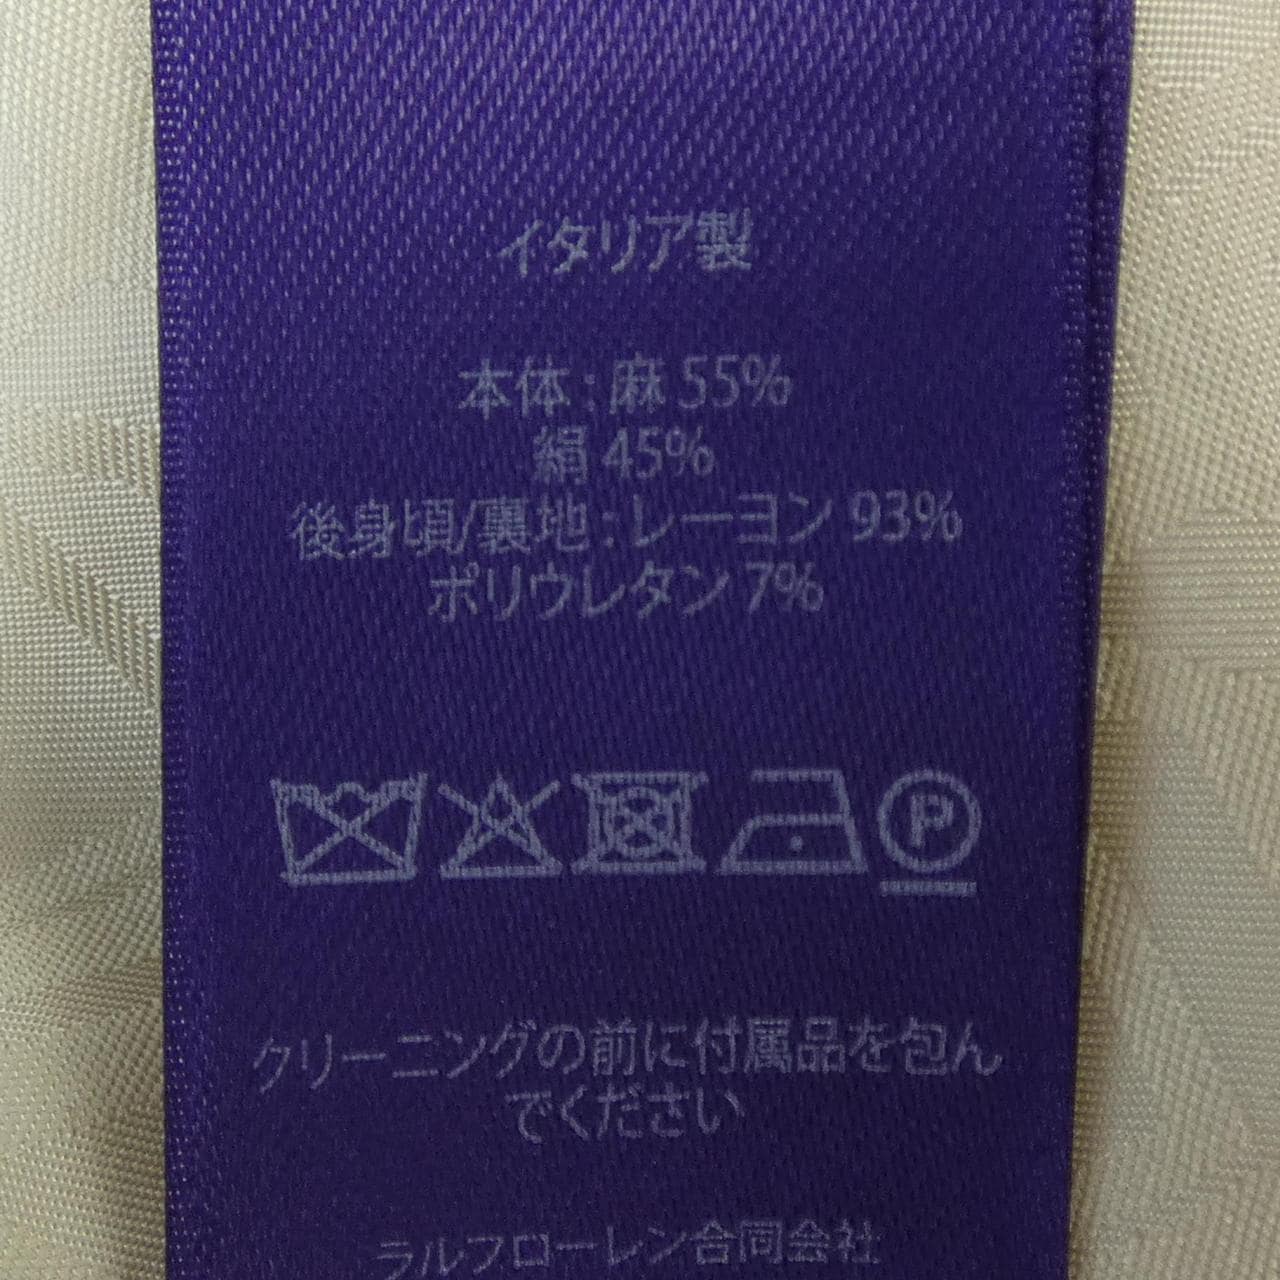 イタリア製
本体 : 麻 55%
絹 45%
後身頃/裏地 : レーヨン 93%
ポリウレタン 7%
P
クリーニングの前に付属品を包ん
でください
ラルフローレン合同会社